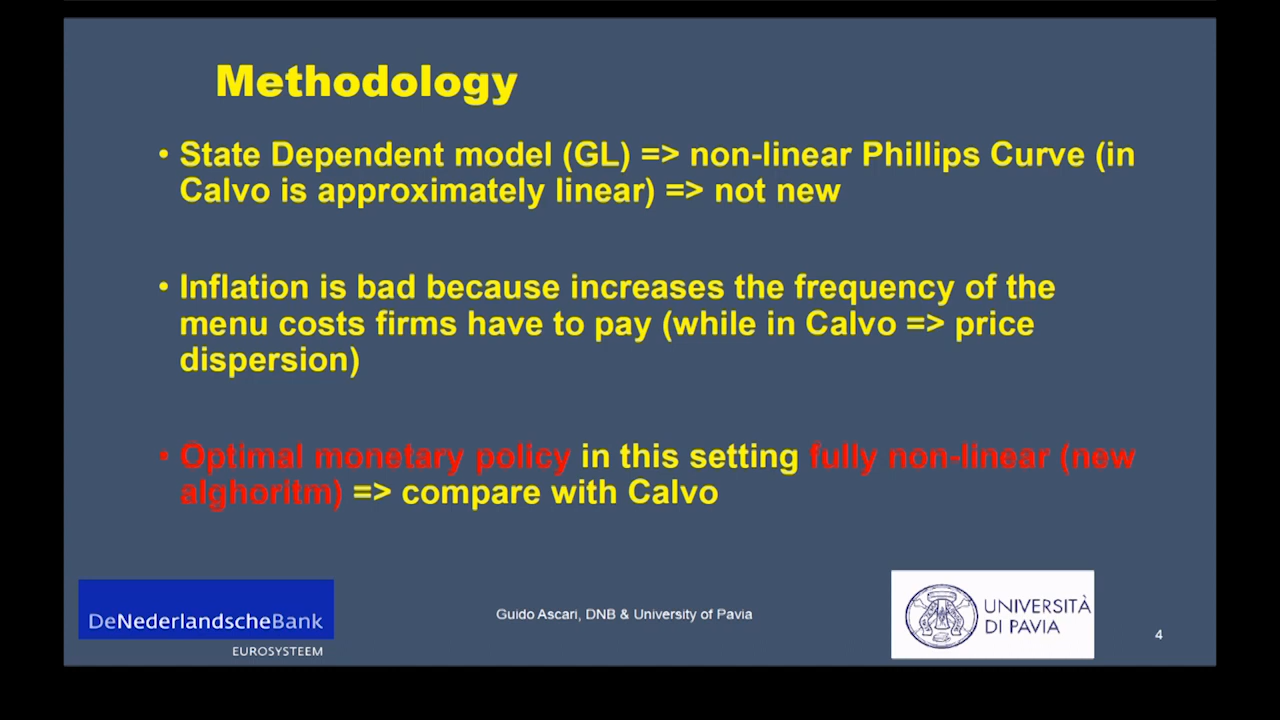 Methodology
• State Dependent model (GL) => non-linear Phillips Curve (in
Calvo is approximately linear) => not new
• Inflation is bad because increases the frequency of the
menu costs firms have to pay (while in Calvo => price
dispersion)
• Optimal monetary policy in this setting fully non-linear (new
alghoritm) => compare with Calvo
DeNederlandscheBank
EUROSYSTEEM
Guido Ascari, DNB & University of Pavia
UNIVERSITÀ
DI PAVIA
4